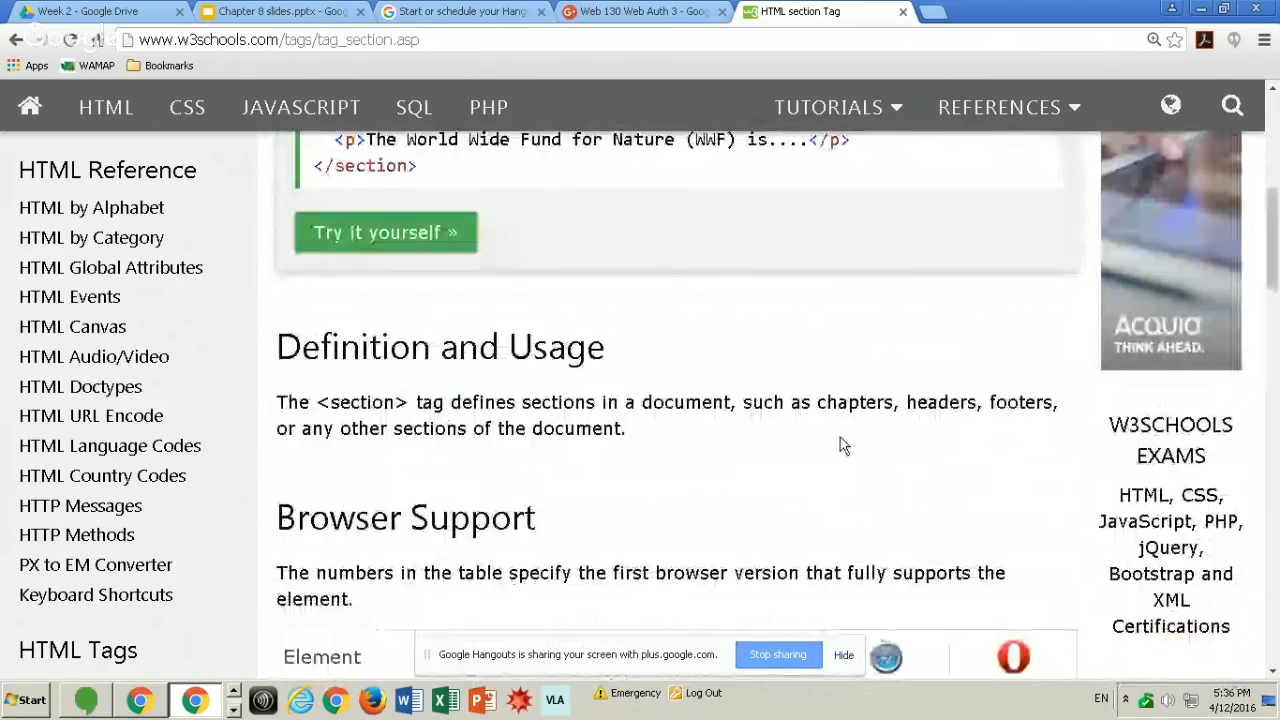 Week 2 - Google Drive
Chapter 8 slides.pptx - Goog
Start or schedule your Hang
Web 130 Web Auth 3 - Goog
HTML section Tag
Google
www.w3schools.com/tags/tag_section.asp
Apps
WAMAP
Bookmarks
HTML
CSS
JAVASCRIPT
SQL
PHP
TUTORIALS
REFERENCES
HTML Reference
HTML by Alphabet
HTML by Category
HTML Global Attributes
HTML Events
HTML Canvas
HTML Audio/Video
HTML Doctypes
HTML URL Encode
HTML Language Codes
HTML Country Codes
HTTP Messages
HTTP Methods
PX to EM Converter
Keyboard Shortcuts
HTML Tags
<p>The World Wide Fund for Nature (WWF) is....</p>
</section>
Try it yourself »
Definition and Usage
The <section> tag defines sections in a document, such as chapters, headers, footers,
or any other sections of the document.
Browser Support
The numbers in the table specify the first browser version that fully supports the
element.
Element
Google Hangouts is sharing your screen with plus.google.com.
Stop sharing
Hide
ACQUIA
THINK AHEAD.
W3SCHOOLS
EXAMS
HTML, CSS,
JavaScript, PHP,
jQuery,
Bootstrap and
XML
Certifications
Start
VLA
Emergency
Log Out
EN
5:36 PM
4/12/2016